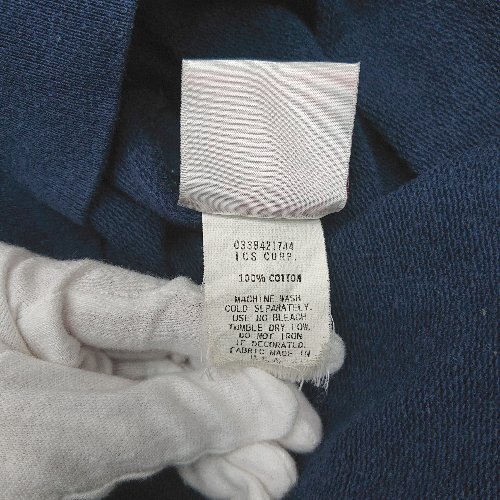 0338421744
ICS CORP.
100% COTTON
MACHINE WASH
COLD SEPARATELY.
USE NO BLEACH
TUMBLE DRY LOW.
DO NOT IRON
IF DECORATED.
FABRIC MADE IN
U.S.A.